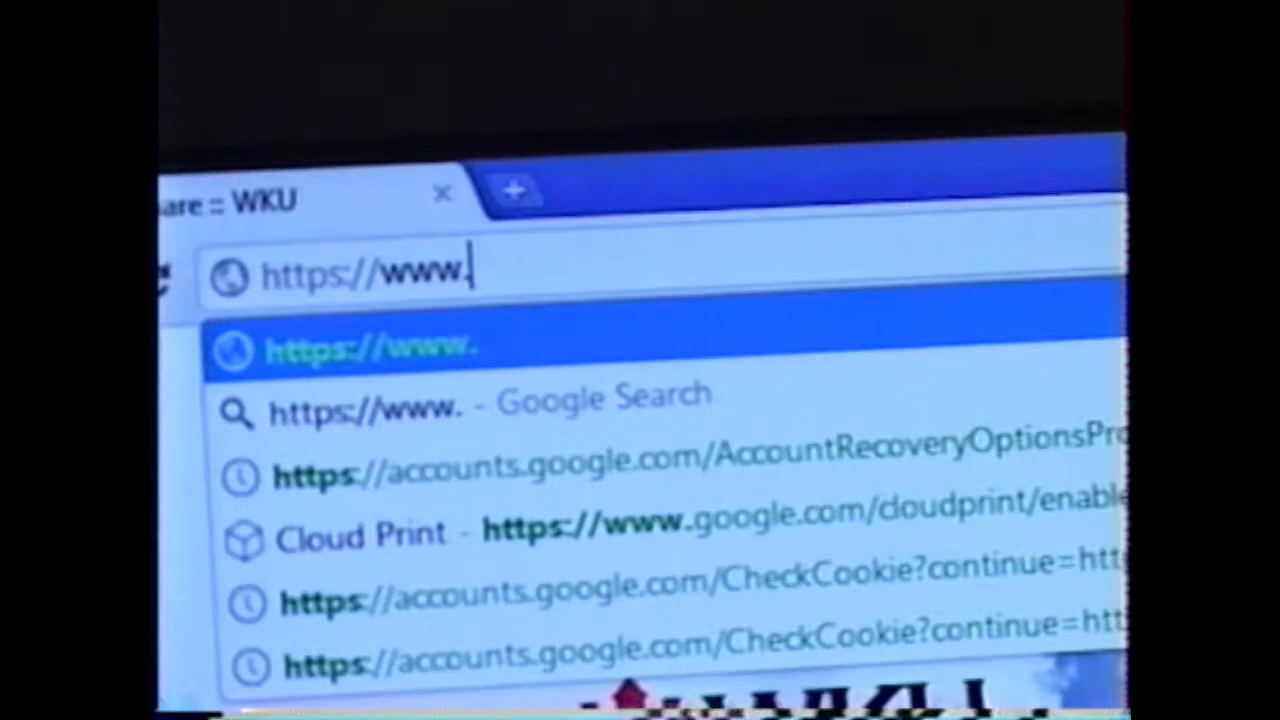 are :: WKU
https://www.
https://www.
https://www. - Google Search
https://accounts.google.com/AccountRecoveryOptionsPro
Cloud Print - https://www.google.com/cloudprint/enable
https://accounts.google.com/CheckCookie?continue=htt
https://accounts.google.com/CheckCookie?continue=htt
WKU